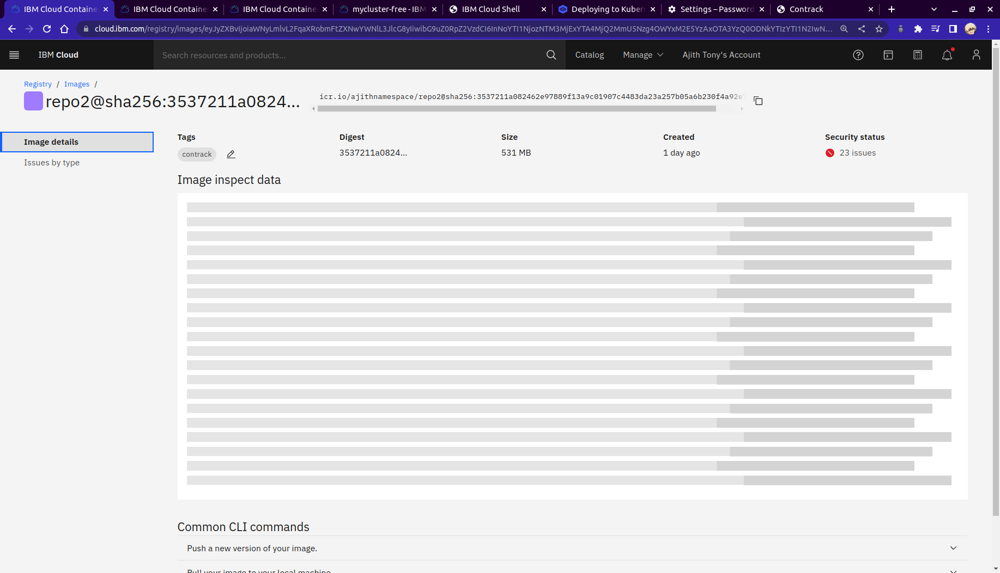 IBM Cloud Containe
IBM Cloud Containe
IBM Cloud Containe
mycluster-free - IBM
IBM Cloud Shell
Deploying to Kubern
Settings – Password
Contrack
cloud.ibm.com/registry/images/
IBM Cloud
Search resources and products...
Catalog
Manage
Ajith Tony's Account
Registry / Images /
repo2@sha256:3537211a0824...
icr.io/ajithnamespace/repo2@sha256:3537211a082462e97889f13a9c01907c4483da23a257b05a6b230f4a92e
Image details
Issues by type
Tags
contrack
Digest
3537211a0824...
Size
531 MB
Created
1 day ago
Security status
23 issues
Image inspect data
Common CLI commands
Push a new version of your image.
Pull your image to your local machine.